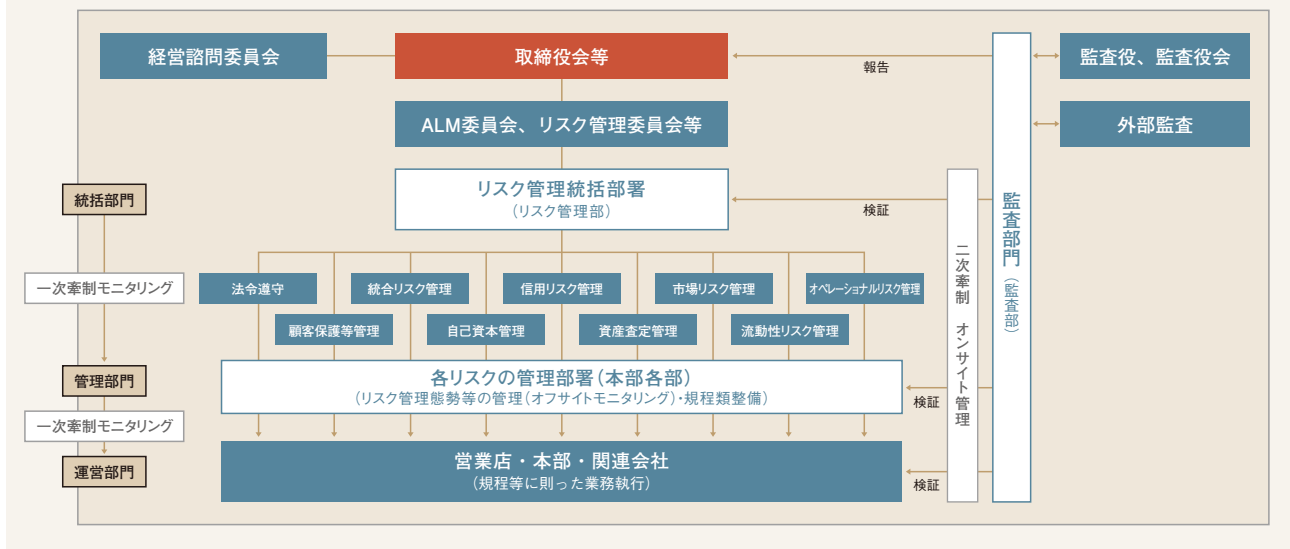 経営諮問委員会
取締役会等
報告
監査役、監査役会
ALM委員会、リスク管理委員会等
外部監査
統括部門
リスク管理統括部署
(リスク管理部)
検証
一次牽制モニタリング
法令遵守
統合リスク管理
信用リスク管理
市場リスク管理
オペレーショナルリスク管理
顧客保護等管理
自己資本管理
資産査定管理
流動性リスク管理
管理部門
各リスクの管理部署(本部各部)
(リスク管理態勢等の管理(オフサイトモニタリング)・規程類整備)
検証
一次牽制モニタリング
運営部門
営業店・本部・関連会社
(規程等に則った業務執行)
検証
二次牽制 オンサイト管理
監査部門(監査部)